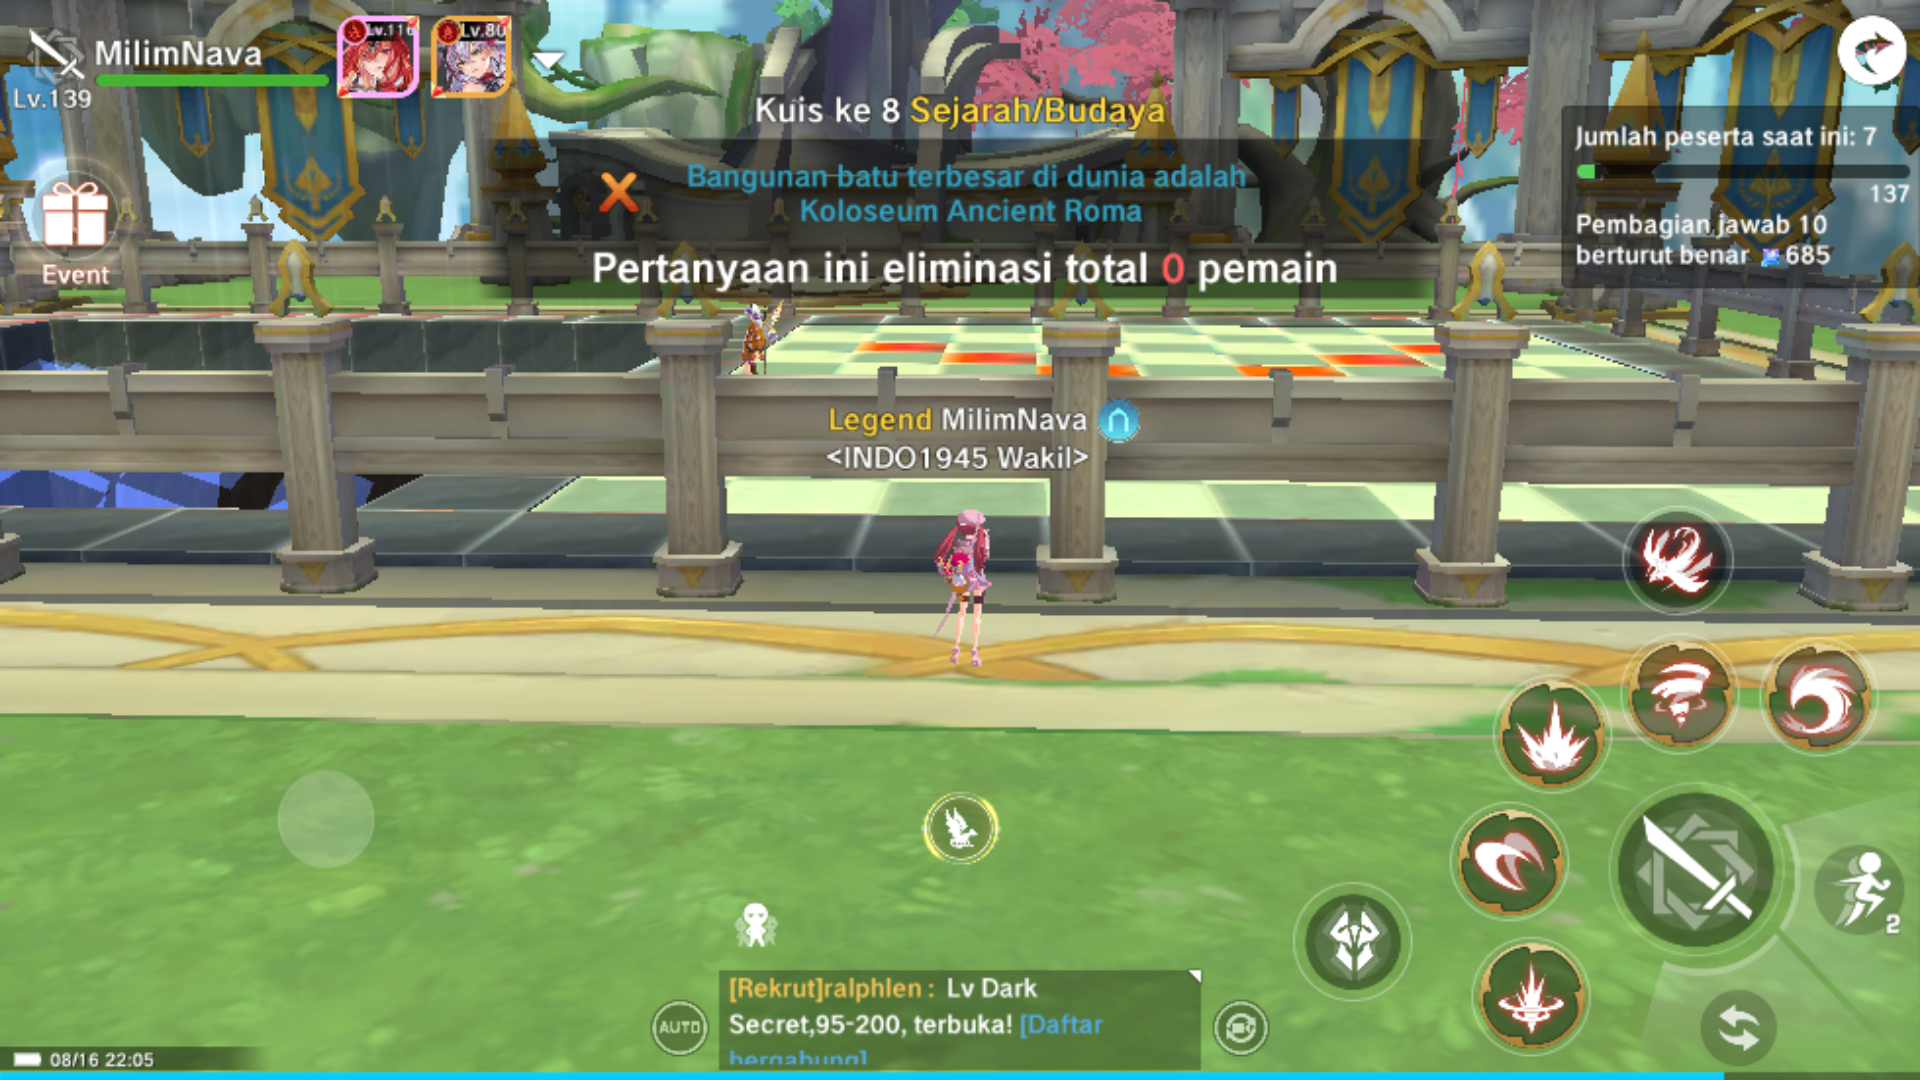 MilimNava
Lv.139
Lv.116
Lv.80
Kuis ke 8 Sejarah/Budaya
Bangunan batu terbesar di dunia adalah
Koloseum Ancient Roma
Pertanyaan ini eliminasi total 0 pemain
Jumlah peserta saat ini: 7
137
Pembagian jawab 10
berturut benar 685
Event
Legend MilimNava
<INDO1945 Wakil>
2
AUTO
[Rekrut]ralphlen : Lv Dark
Secret,95-200, terbuka! [Daftar
bergabung]
08/16 22:05